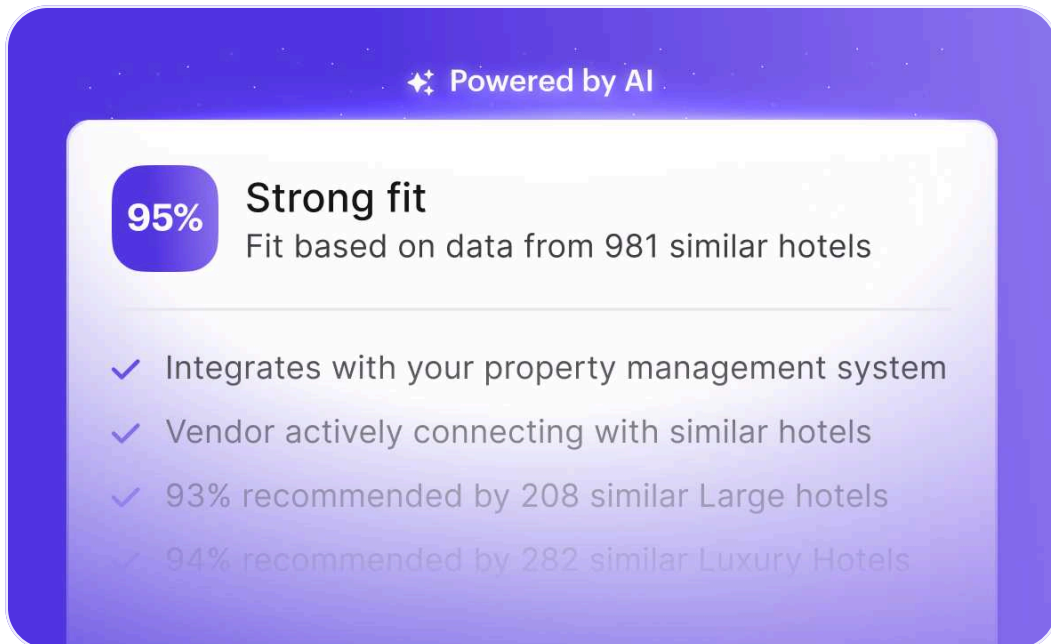 Powered by AI
95%
Strong fit
Fit based on data from 981 similar hotels
Integrates with your property management system
Vendor actively connecting with similar hotels
93% recommended by 208 similar Large hotels
94% recommended by 282 similar Luxury Hotels